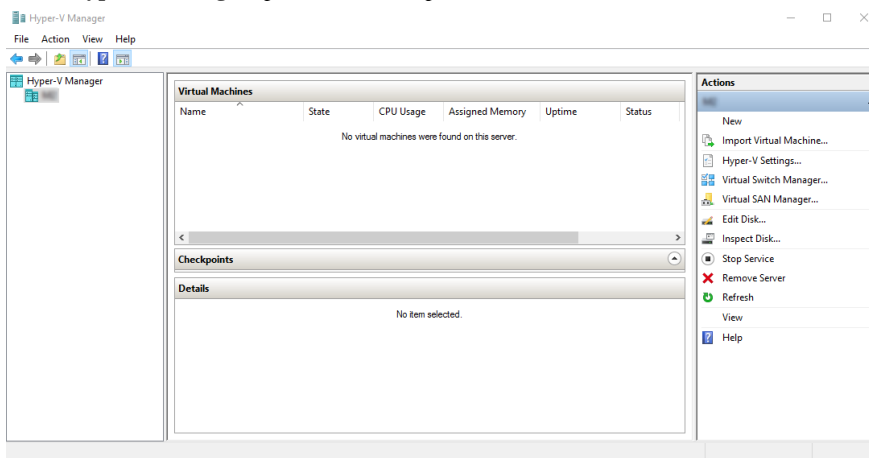 Hyper-V Manager
File Action View Help
Hyper-V Manager
Virtual Machines
Name State CPU Usage Assigned Memory Uptime Status
No virtual machines were found on this server.
Checkpoints
Details
No item selected.
Actions
New
Import Virtual Machine...
Hyper-V Settings...
Virtual Switch Manager...
Virtual SAN Manager...
Edit Disk...
Inspect Disk...
Stop Service
Remove Server
Refresh
View
Help